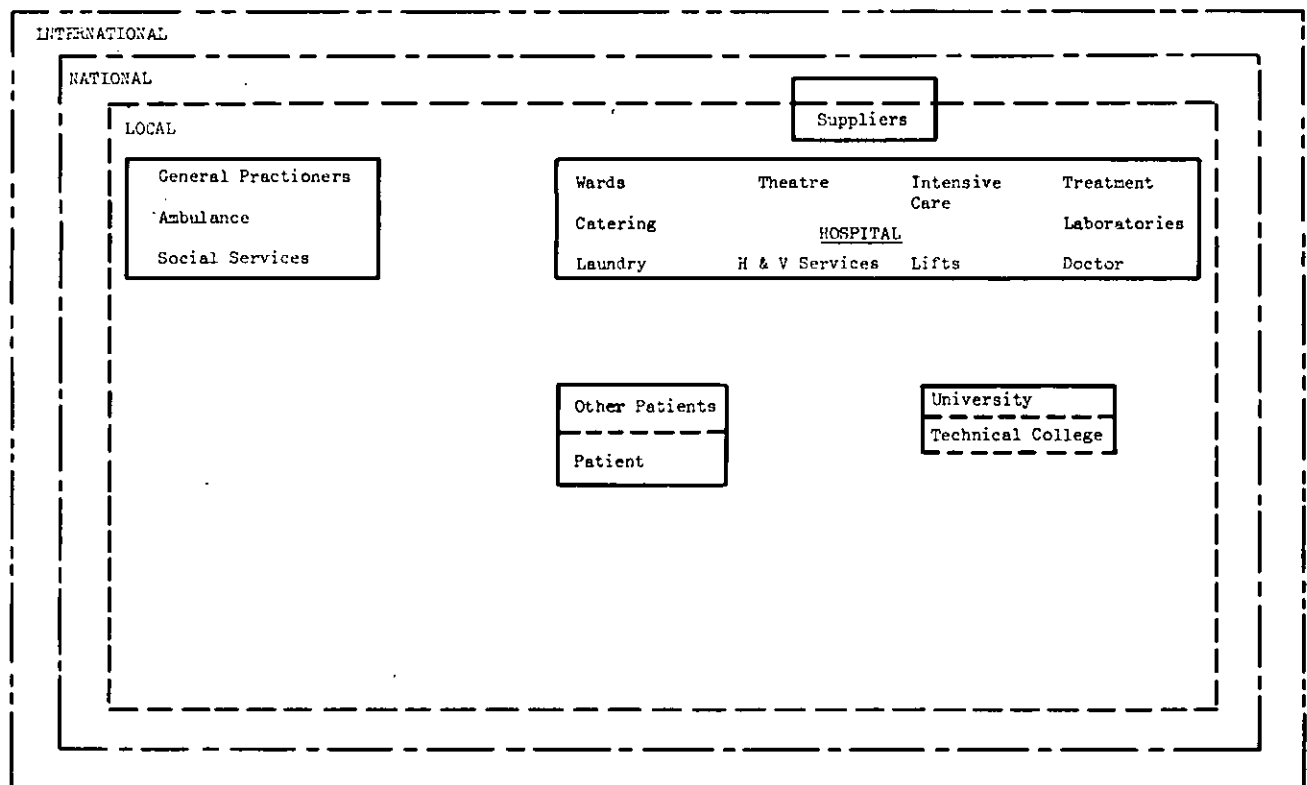 INTERNATIONAL
NATIONAL
LOCAL
Suppliers
General Practioners
Ambulance
Social Services
Wards Theatre Intensive Care Treatment
Catering HOSPITAL Laboratories
Laundry H & V Services Lifts Doctor
Other Patients
Patient
University
Technical College